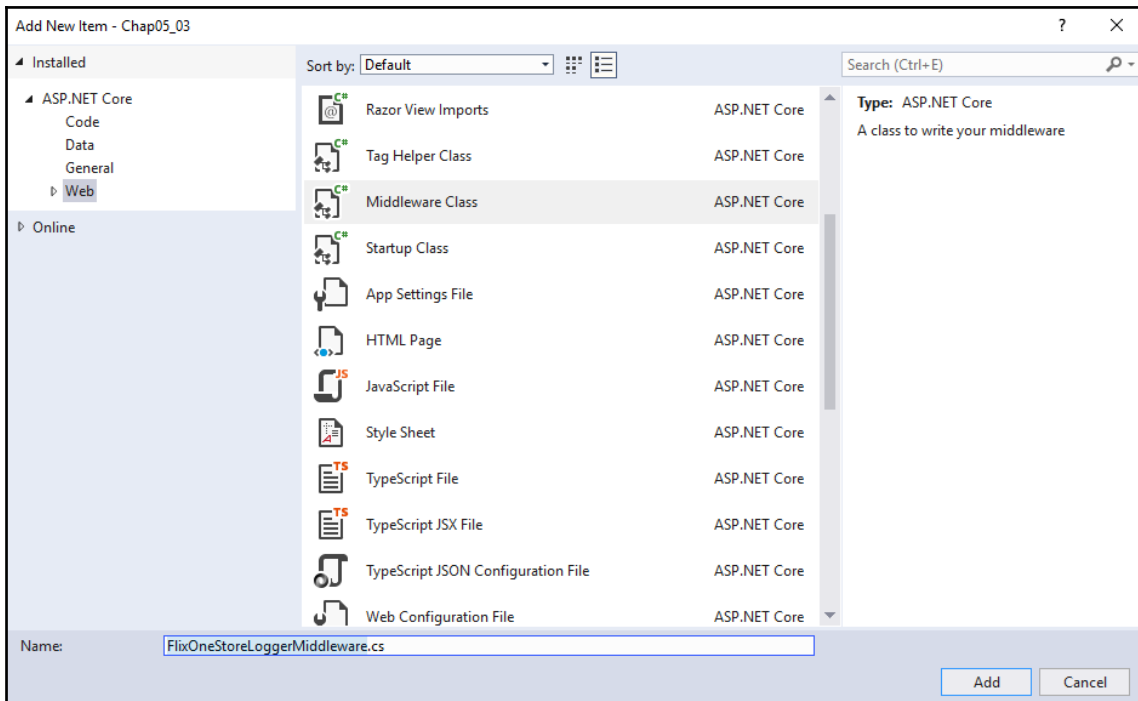 Add New Item - Chap05_03
?
Installed
ASP.NET Core
Code
Data
General
Web
Online
Sort by: Default
Razor View Imports ASP.NET Core
Tag Helper Class ASP.NET Core
Middleware Class ASP.NET Core
Startup Class ASP.NET Core
App Settings File ASP.NET Core
HTML Page ASP.NET Core
JavaScript File ASP.NET Core
Style Sheet ASP.NET Core
TypeScript File ASP.NET Core
TypeScript JSX File ASP.NET Core
TypeScript JSON Configuration File ASP.NET Core
Web Configuration File ASP.NET Core
C#
@
C#
C#
C#
JS
A
TS
TS
Search (Ctrl+E)
Type: ASP.NET Core
A class to write your middleware
Name: FlixOneStoreLoggerMiddleware.cs
Add Cancel